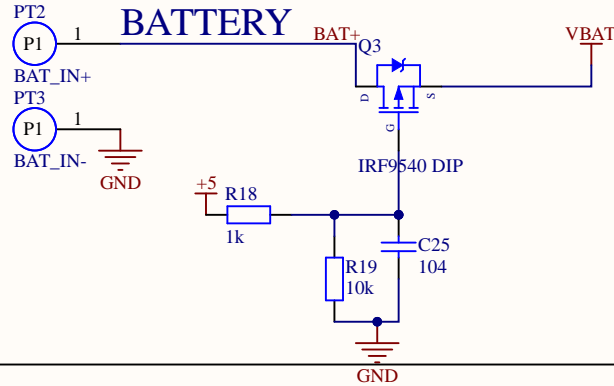 PT2
BATTERY
P1
1
BAT_IN+
BAT+
Q3
VBAT
D
S
G
PT3
P1
1
BAT_IN-
GND
IRF9540 DIP
+5
R18
1k
R19
10k
C25
104
GND